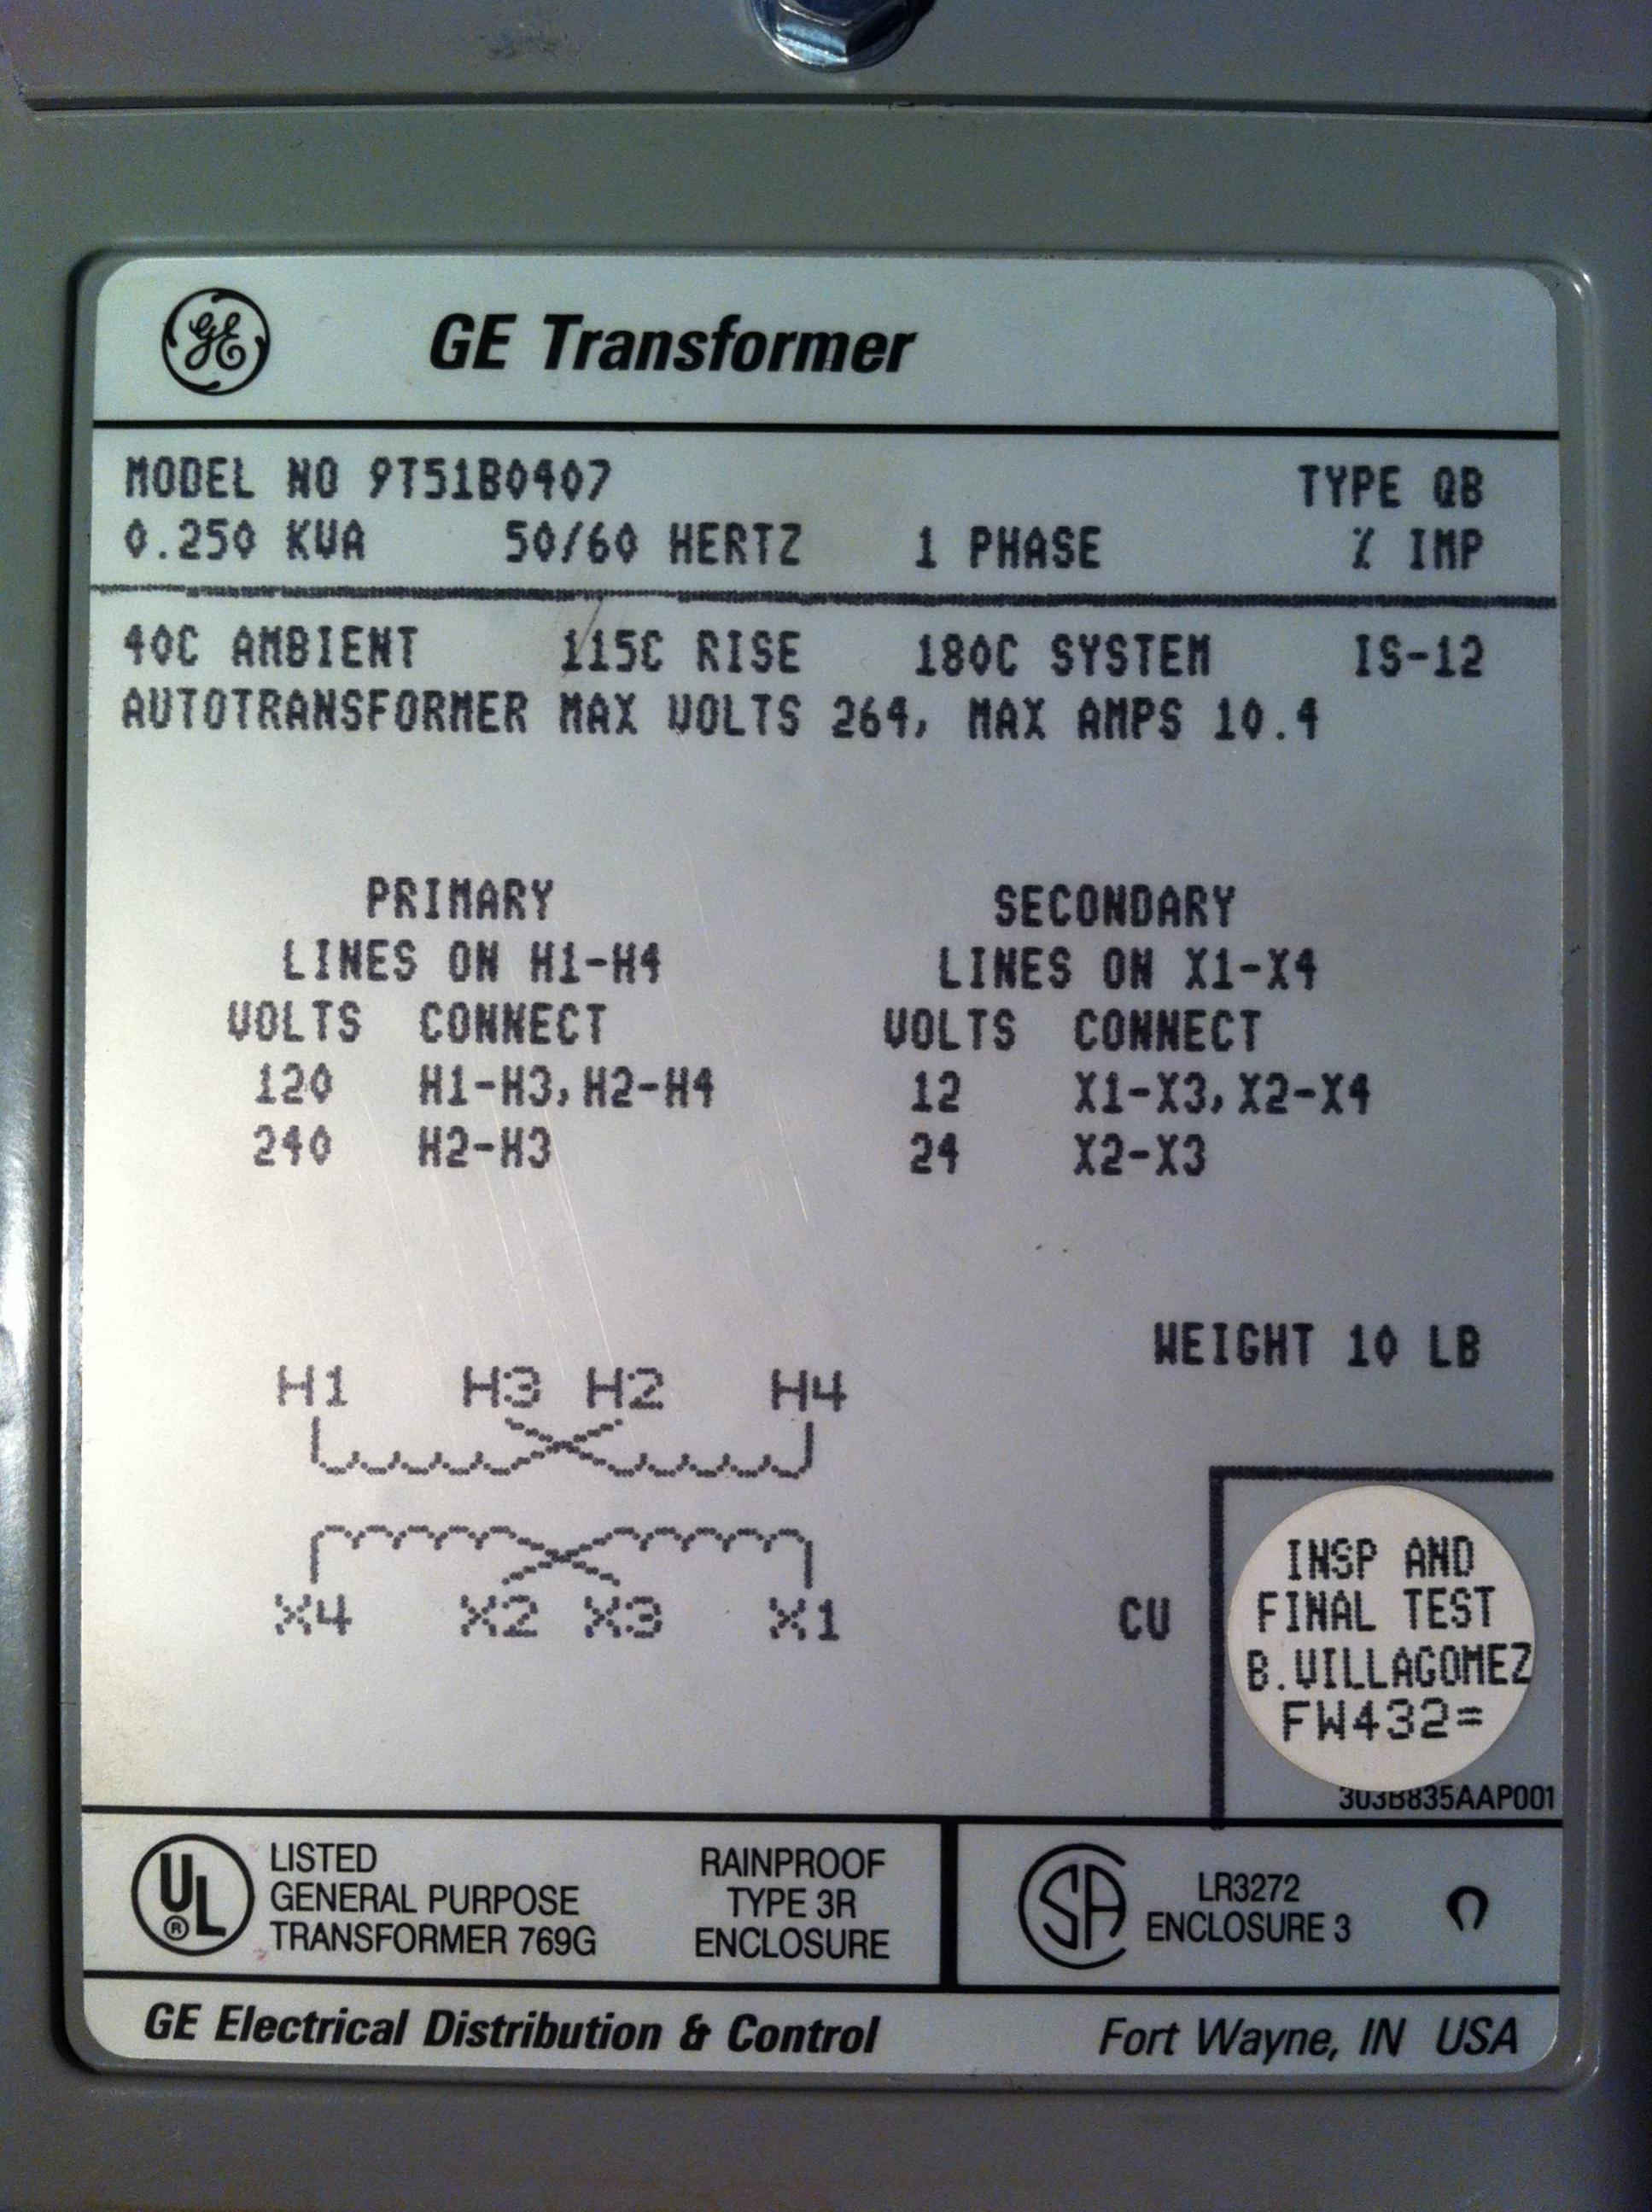 GE GE Transformer
MODEL NO 9T51B0407 TYPE QB
0.250 KVA 50/60 HERTZ 1 PHASE % IMP
40C AMBIENT 115C RISE 180C SYSTEM IS-12
AUTOTRANSFORMER MAX VOLTS 264, MAX AMPS 10.4
PRIMARY
LINES ON H1-H4
VOLTS CONNECT
120 H1-H3,H2-H4
240 H2-H3
SECONDARY
LINES ON X1-X4
VOLTS CONNECT
12 X1-X3,X2-X4
24 X2-X3
WEIGHT 10 LB
H1 H3 H2 H4
X4 X2 X3 X1
CU
INSP AND
FINAL TEST
B.VILLAGOMEZ
FW432=
303B835AAP001
UL ®
LISTED
GENERAL PURPOSE
TRANSFORMER 769G
RAINPROOF
TYPE 3R
ENCLOSURE
SA
LR3272
ENCLOSURE 3
GE Electrical Distribution & Control Fort Wayne, IN USA